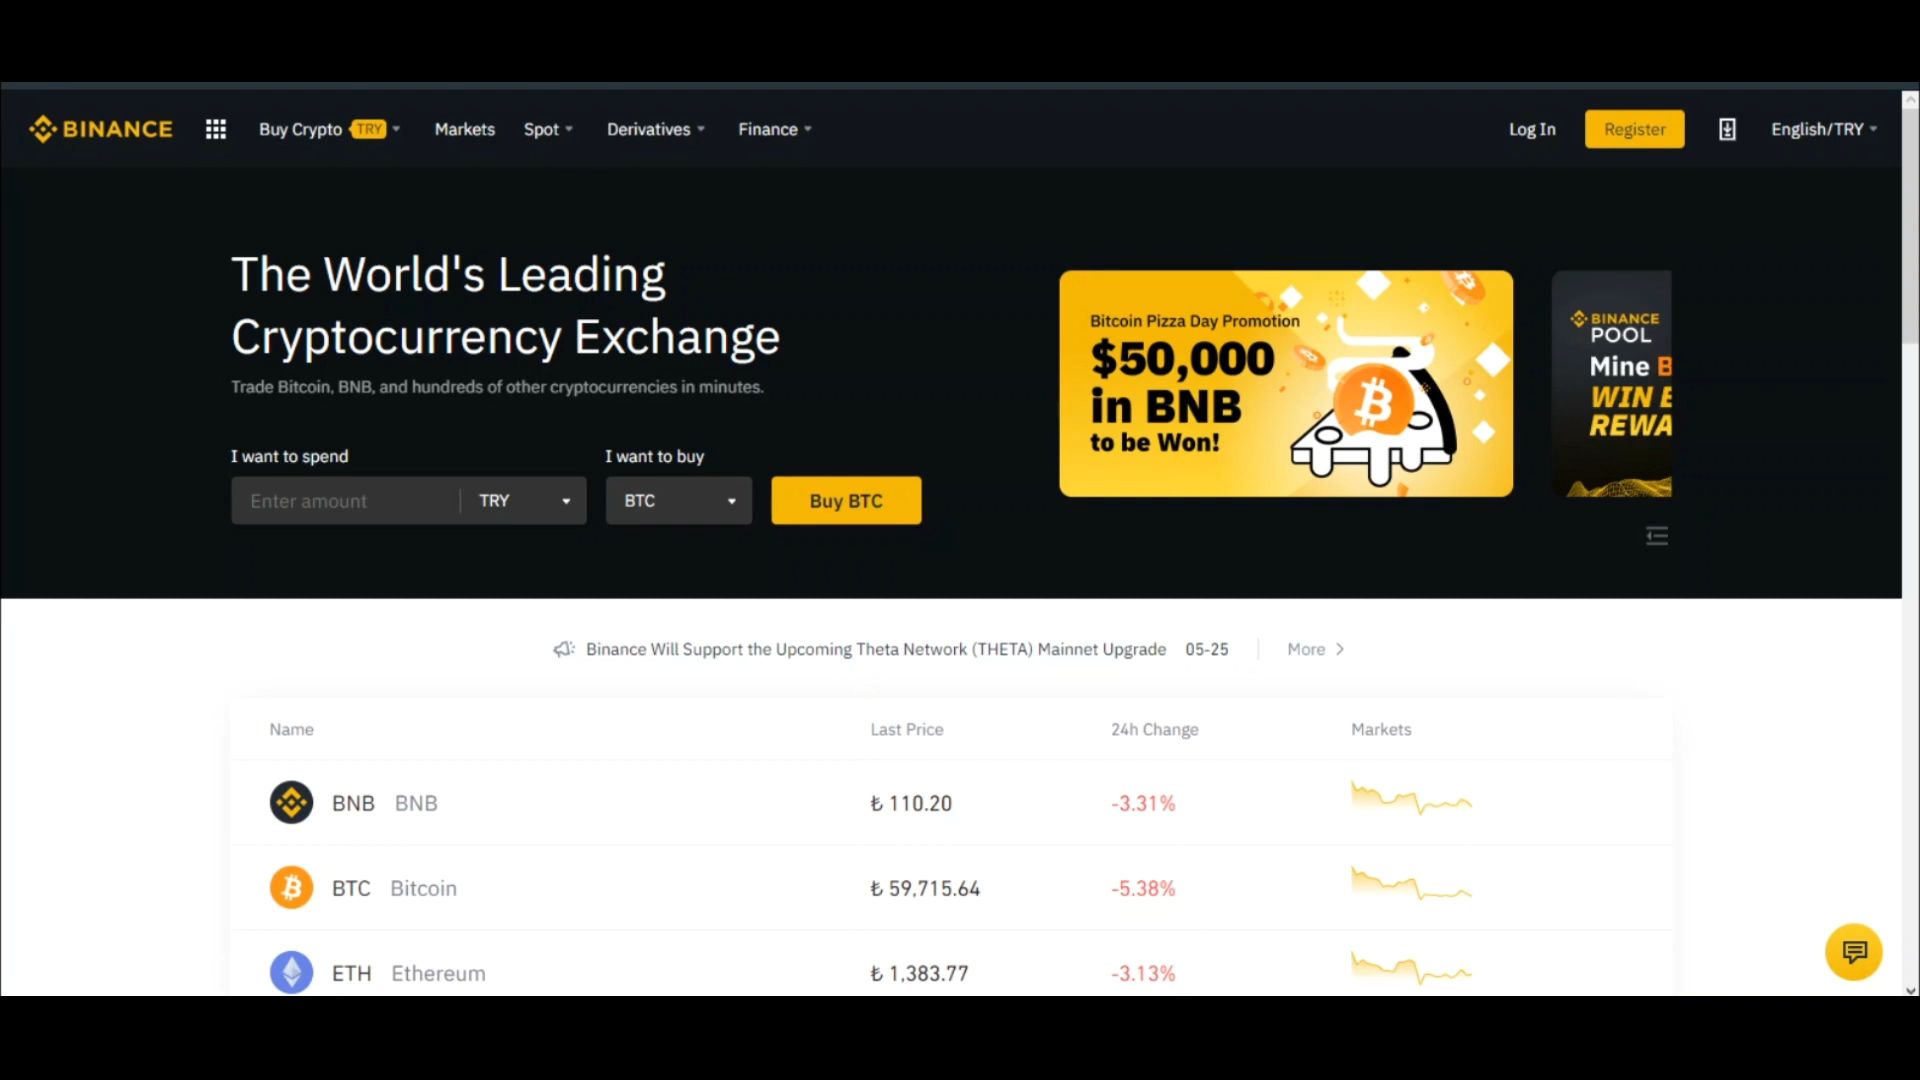 BINANCE
Buy Crypto TRY
Markets
Spot
Derivatives
Finance
Log In
Register
English/TRY
The World's Leading
Cryptocurrency Exchange
Trade Bitcoin, BNB, and hundreds of other cryptocurrencies in minutes.
I want to spend
I want to buy
Enter amount
TRY
BTC
Buy BTC
Bitcoin Pizza Day Promotion
$50,000
in BNB
to be Won!
BINANCE
POOL
Mine B
WIN E
REWA
Binance Will Support the Upcoming Theta Network (THETA) Mainnet Upgrade 05-25
More
Name Last Price 24h Change Markets
BNB BNB ₺ 110.20 -3.31%
BTC Bitcoin ₺ 59,715.64 -5.38%
ETH Ethereum ₺ 1,383.77 -3.13%